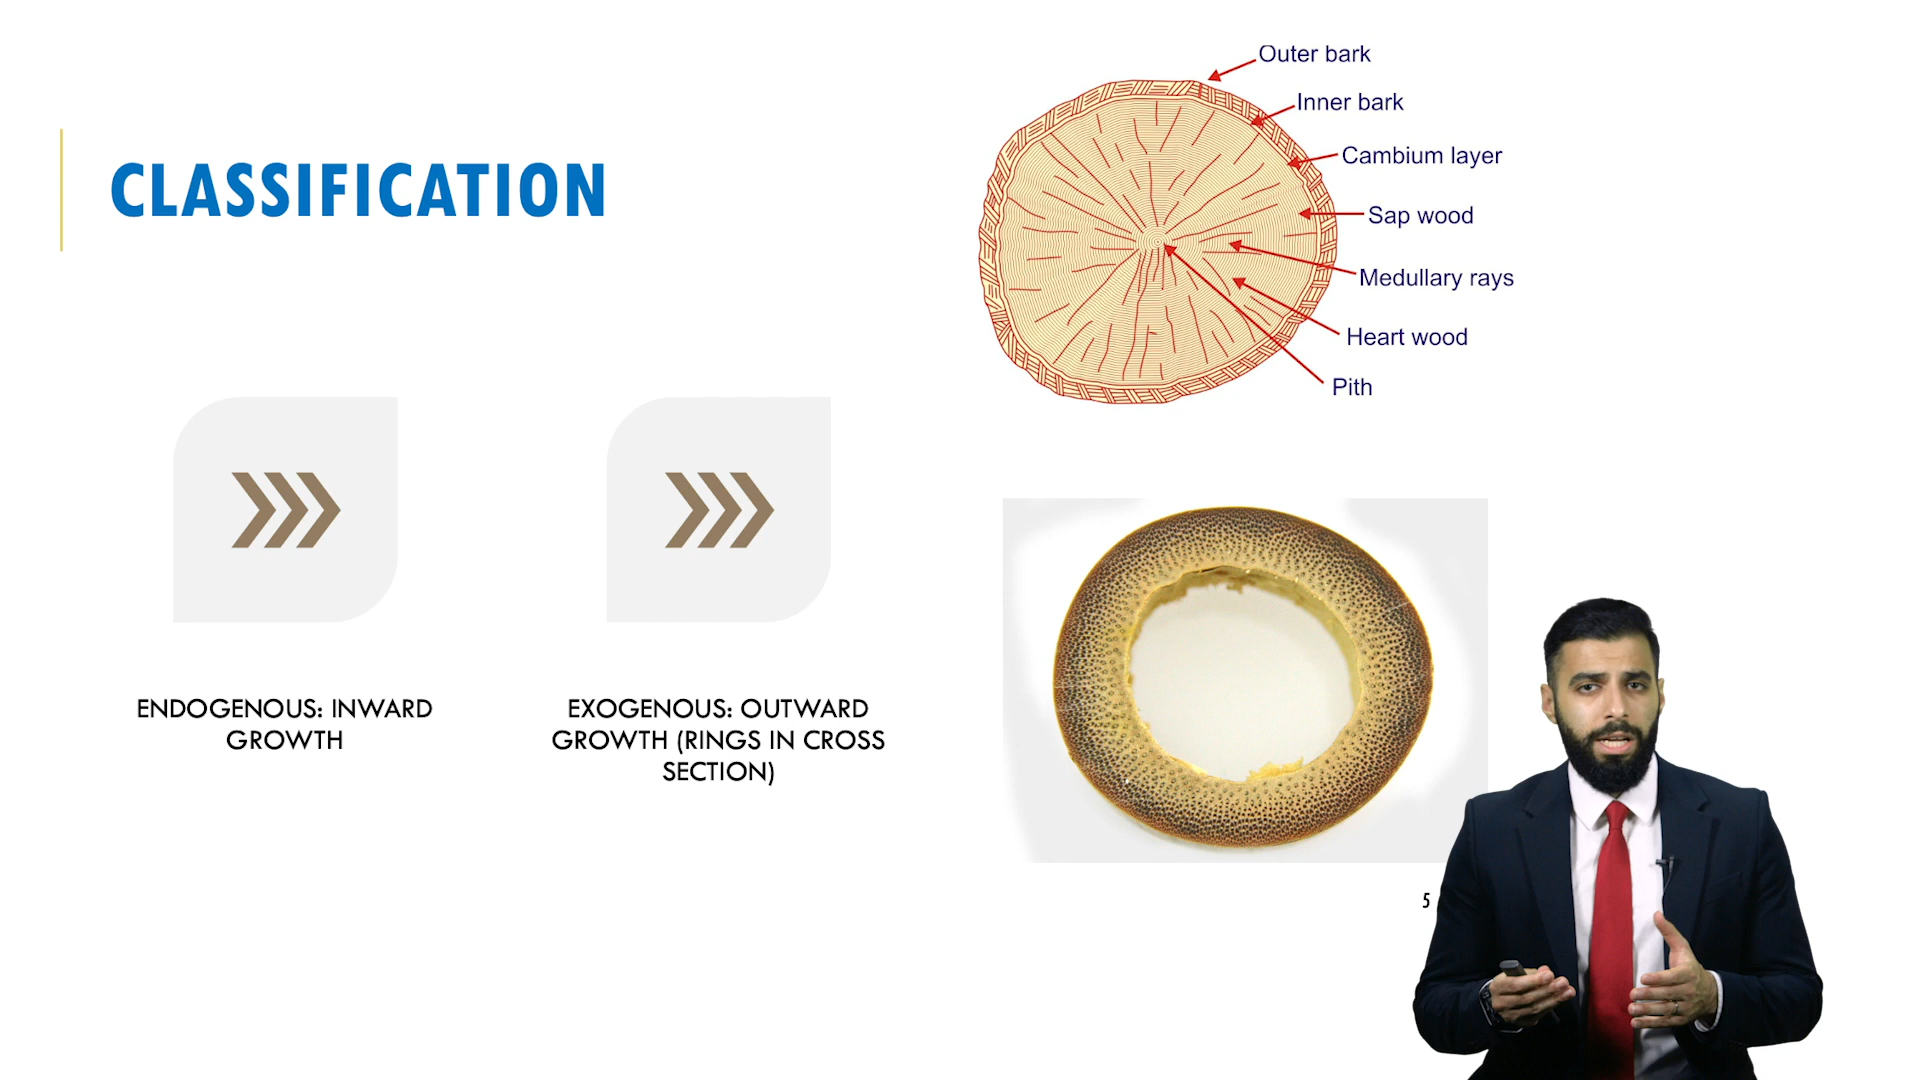 CLASSIFICATION
Outer bark
Inner bark
Cambium layer
Sap wood
Medullary rays
Heart wood
Pith
ENDOGENOUS: INWARD
GROWTH
EXOGENOUS: OUTWARD
GROWTH (RINGS IN CROSS
SECTION)
5